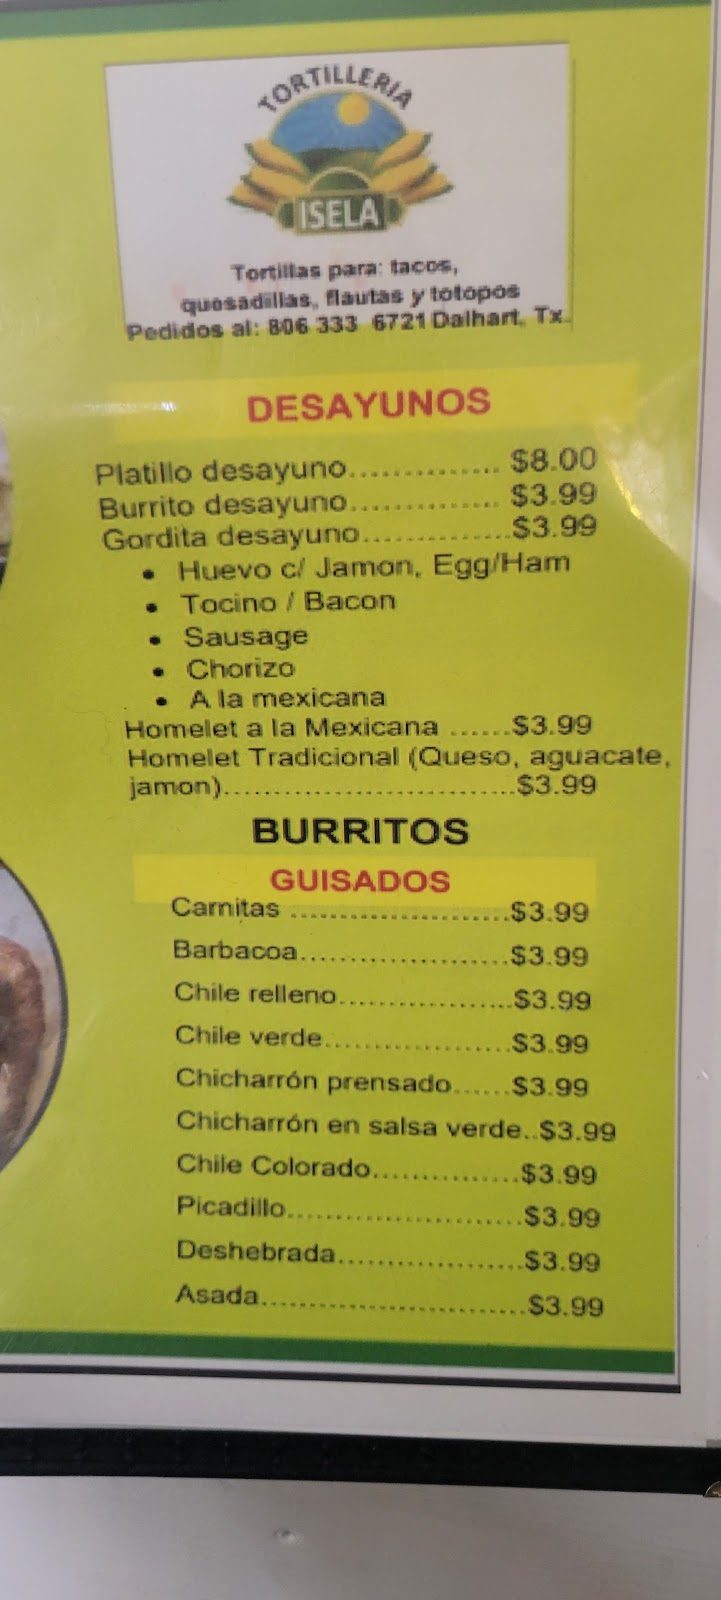 TORTILLERIA
ISELA
Tortillas para: tacos,
quesadillas, flautas y totopos
Pedidos al: 806 333 6721 Dalhart, Tx.
DESAYUNOS
Platillo desayuno.............. $8.00
Burrito desayuno.............. $3.99
Gordita desayuno..............$3.99
• Huevo c/ Jamon, Egg/Ham
• Tocino / Bacon
• Sausage
• Chorizo
• A la mexicana
Homelet a la Mexicana ......$3.99
Homelet Tradicional (Queso, aguacate,
jamon)............................$3.99
BURRITOS
GUISADOS
Carnitas ........................$3.99
Barbacoa.......................$3.99
Chile relleno...................$3.99
Chile verde....................$3.99
Chicharrón prensado......$3.99
Chicharrón en salsa verde..$3.99
Chile Colorado................$3.99
Picadillo..........................$3.99
Deshebrada....................$3.99
Asada.............................$3.99